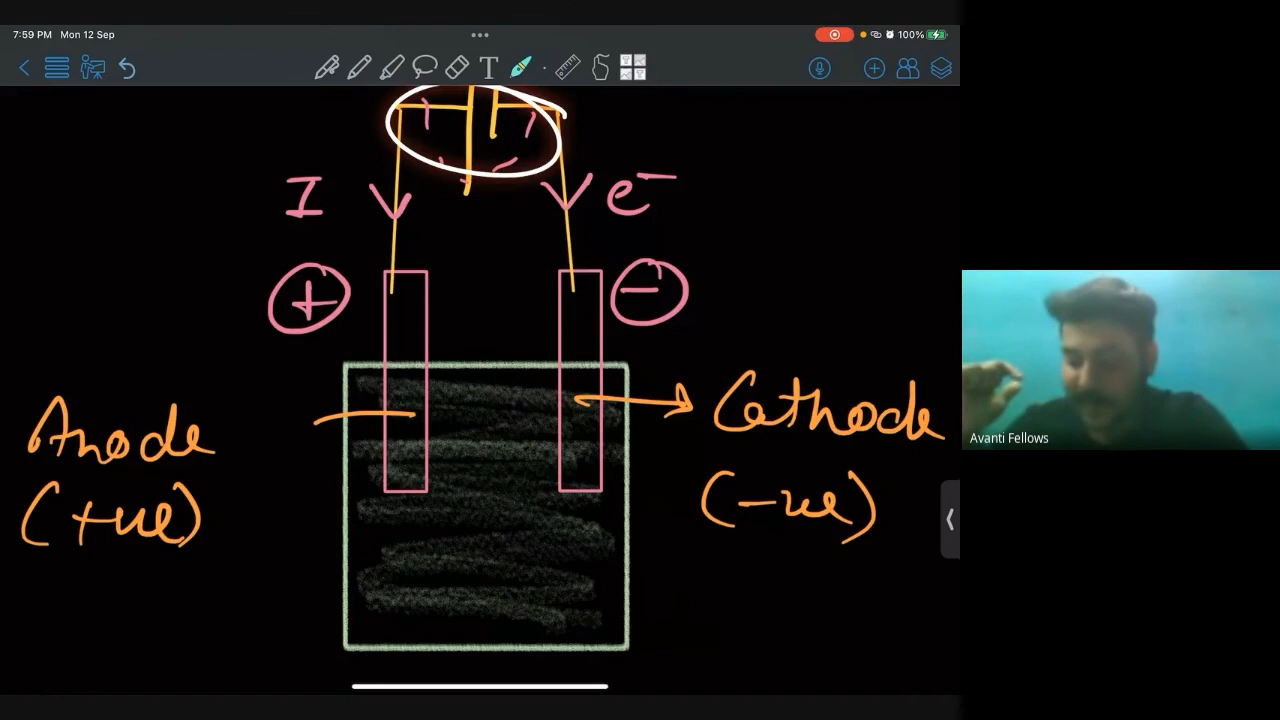 7:59 PM Mon 12 Sep
100%
T
I
e⁻
+
−
Anode
(+ve)
Cathode
(-ve)
Avanti Fellows